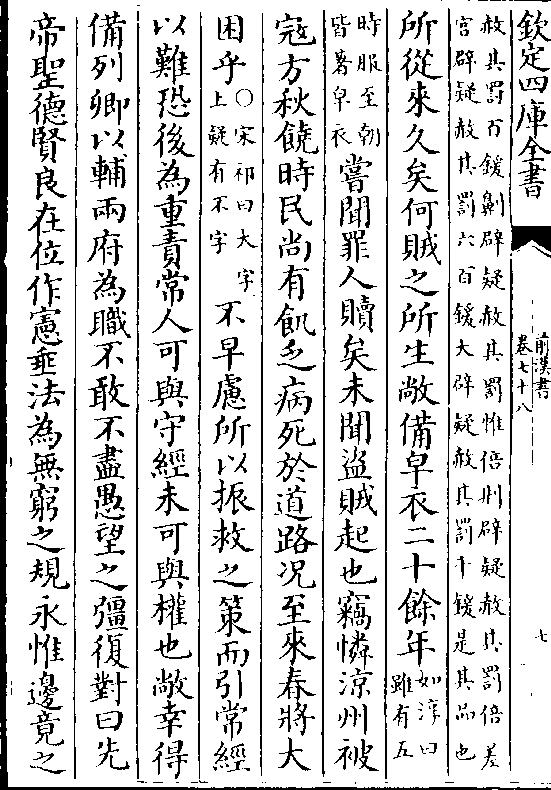 欽定四庫全書
前漢書
卷七十八
七
赦其罰百鍰劓辟疑赦其罰惟倍刖辟疑赦其罰倍差
宫辟疑赦其罰六百鍰大辟疑赦其罰千鍰是其品也
所從來久矣何賊之所生敞備皁衣二十餘年如淳曰雖有五
時服至朝皆著皁衣嘗聞罪人贖矣未聞盜賊起也竊憐涼州被
寇方秋饒時民尚有飢乏病死於道路况至來春將大
困乎○宋祁曰大字上疑有不字不早慮所以振救之策而引常經
以難恐後為重責常人可與守經未可與權也敞幸得
備列卿以輔兩府為職不敢不盡愚望之彊復對曰先
帝聖德賢良在位作憲垂法為無窮之規永惟邊竟之